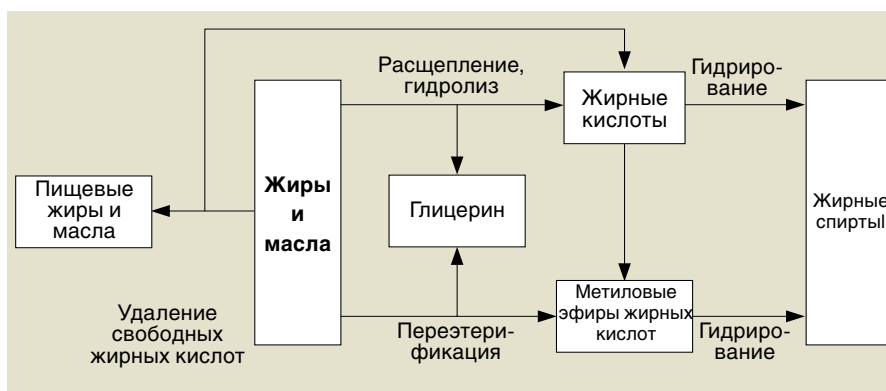 Расщепление,
гидролиз
Жирные
кислоты
Гидриро-
вание
Пищевые
жиры и
масла
Жиры
и
масла
Глицерин
Жирные
спирты
Удаление
свободных
жирных кислот
Переэтери-
фикация
Метиловые
эфиры жирных
кислот
Гидриро-
вание